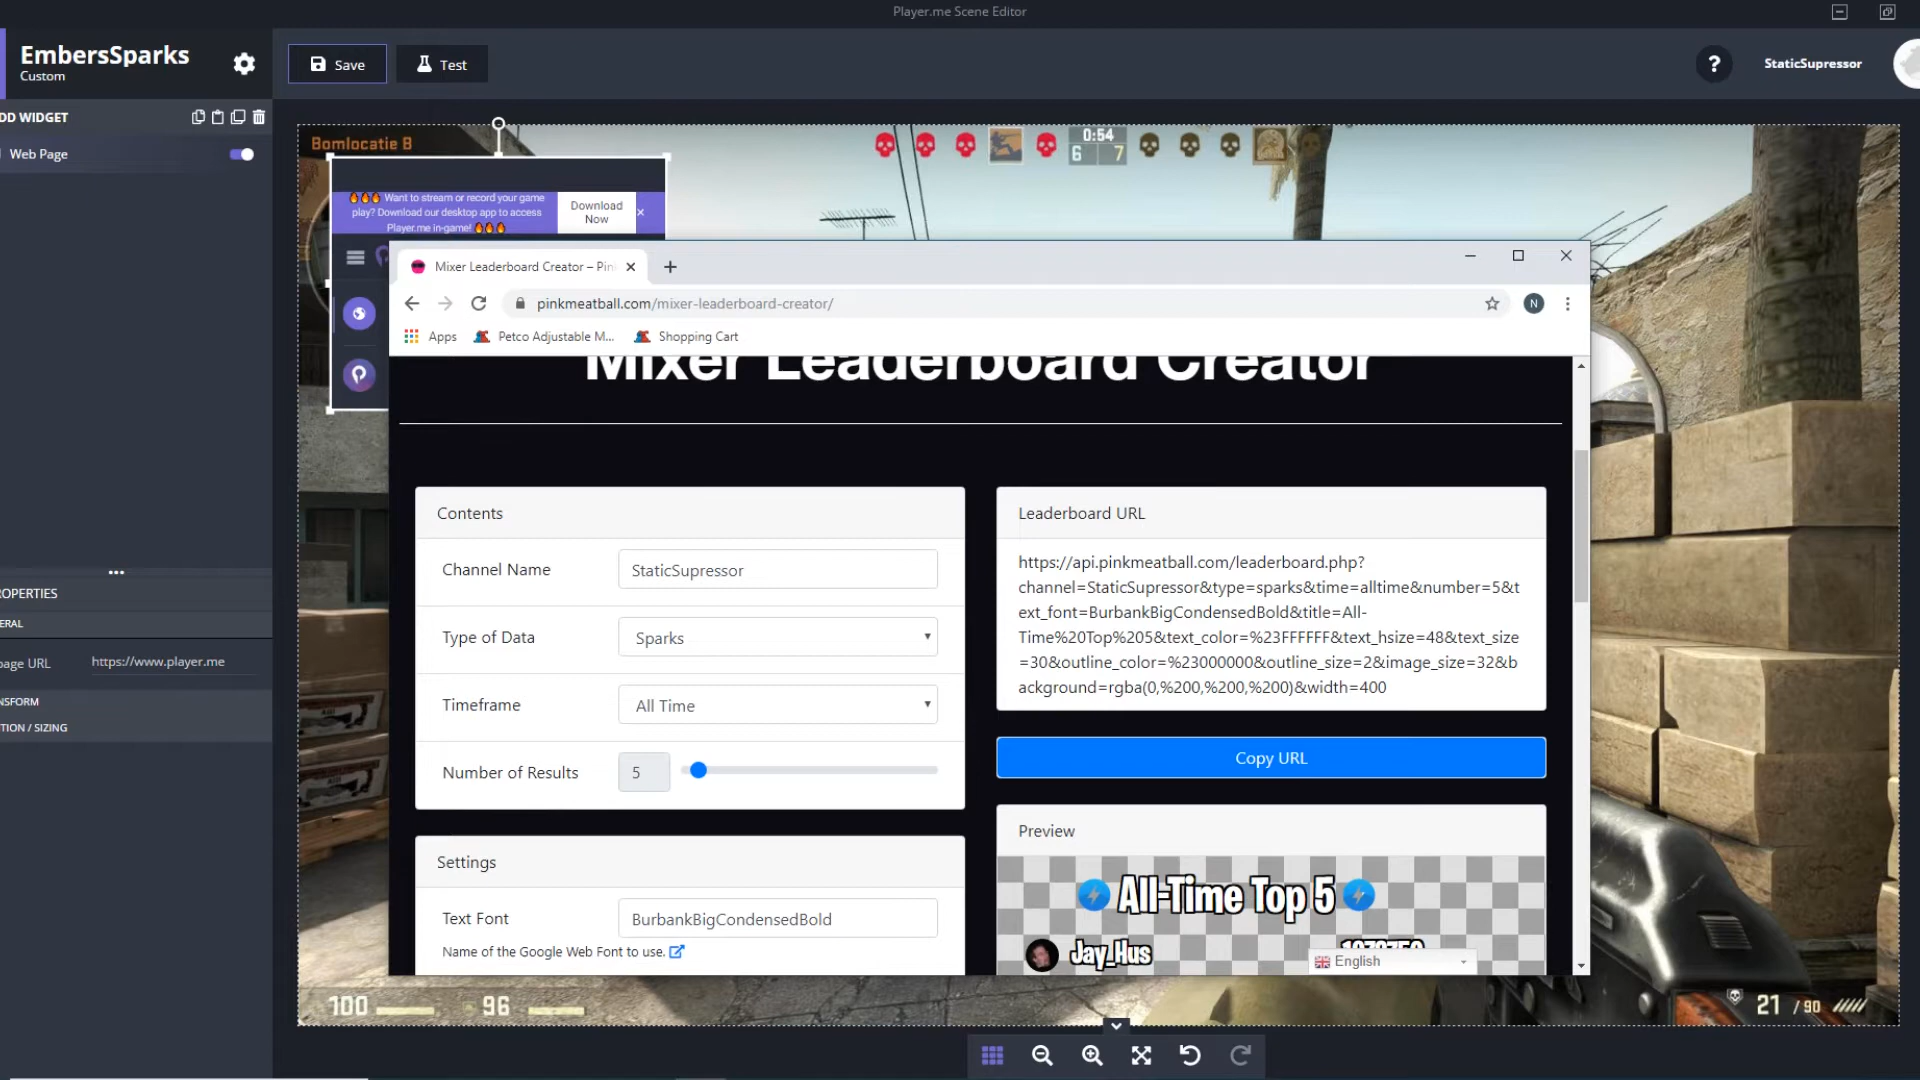 Player.me Scene Editor
EmbersSparks
Custom
Save
Test
?
StaticSupressor
DD WIDGET
Web Page
Bomlocatie B
0:54
6 7
🔥🔥🔥 Want to stream or record your game
play? Download our desktop app to access
Player.me in-game! 🔥🔥🔥
Download
Now
Mixer Leaderboard Creator – Pin
pinkmeatball.com/mixer-leaderboard-creator/
N
Apps
Petco Adjustable M...
Shopping Cart
Mixer Leaderboard Creator
Contents
Channel Name
StaticSupressor
Type of Data
Sparks
Timeframe
All Time
Number of Results
5
Settings
Text Font
BurbankBigCondensedBold
Name of the Google Web Font to use.
Leaderboard URL
https://api.pinkmeatball.com/leaderboard.php?
channel=StaticSupressor&type=sparks&time=alltime&number=5&t
ext_font=BurbankBigCondensedBold&title=All-
Time%20Top%205&text_color=%23FFFFFF&text_hsize=48&text_size
=30&outline_color=%23000000&outline_size=2&image_size=32&b
ackground=rgba(0,%200,%200,%200)&width=400
Copy URL
Preview
All-Time Top 5
Jay_Hus
English
ROPERTIES
ERAL
page URL
https://www.player.me
NSFORM
TION / SIZING
100
96
21 / 90